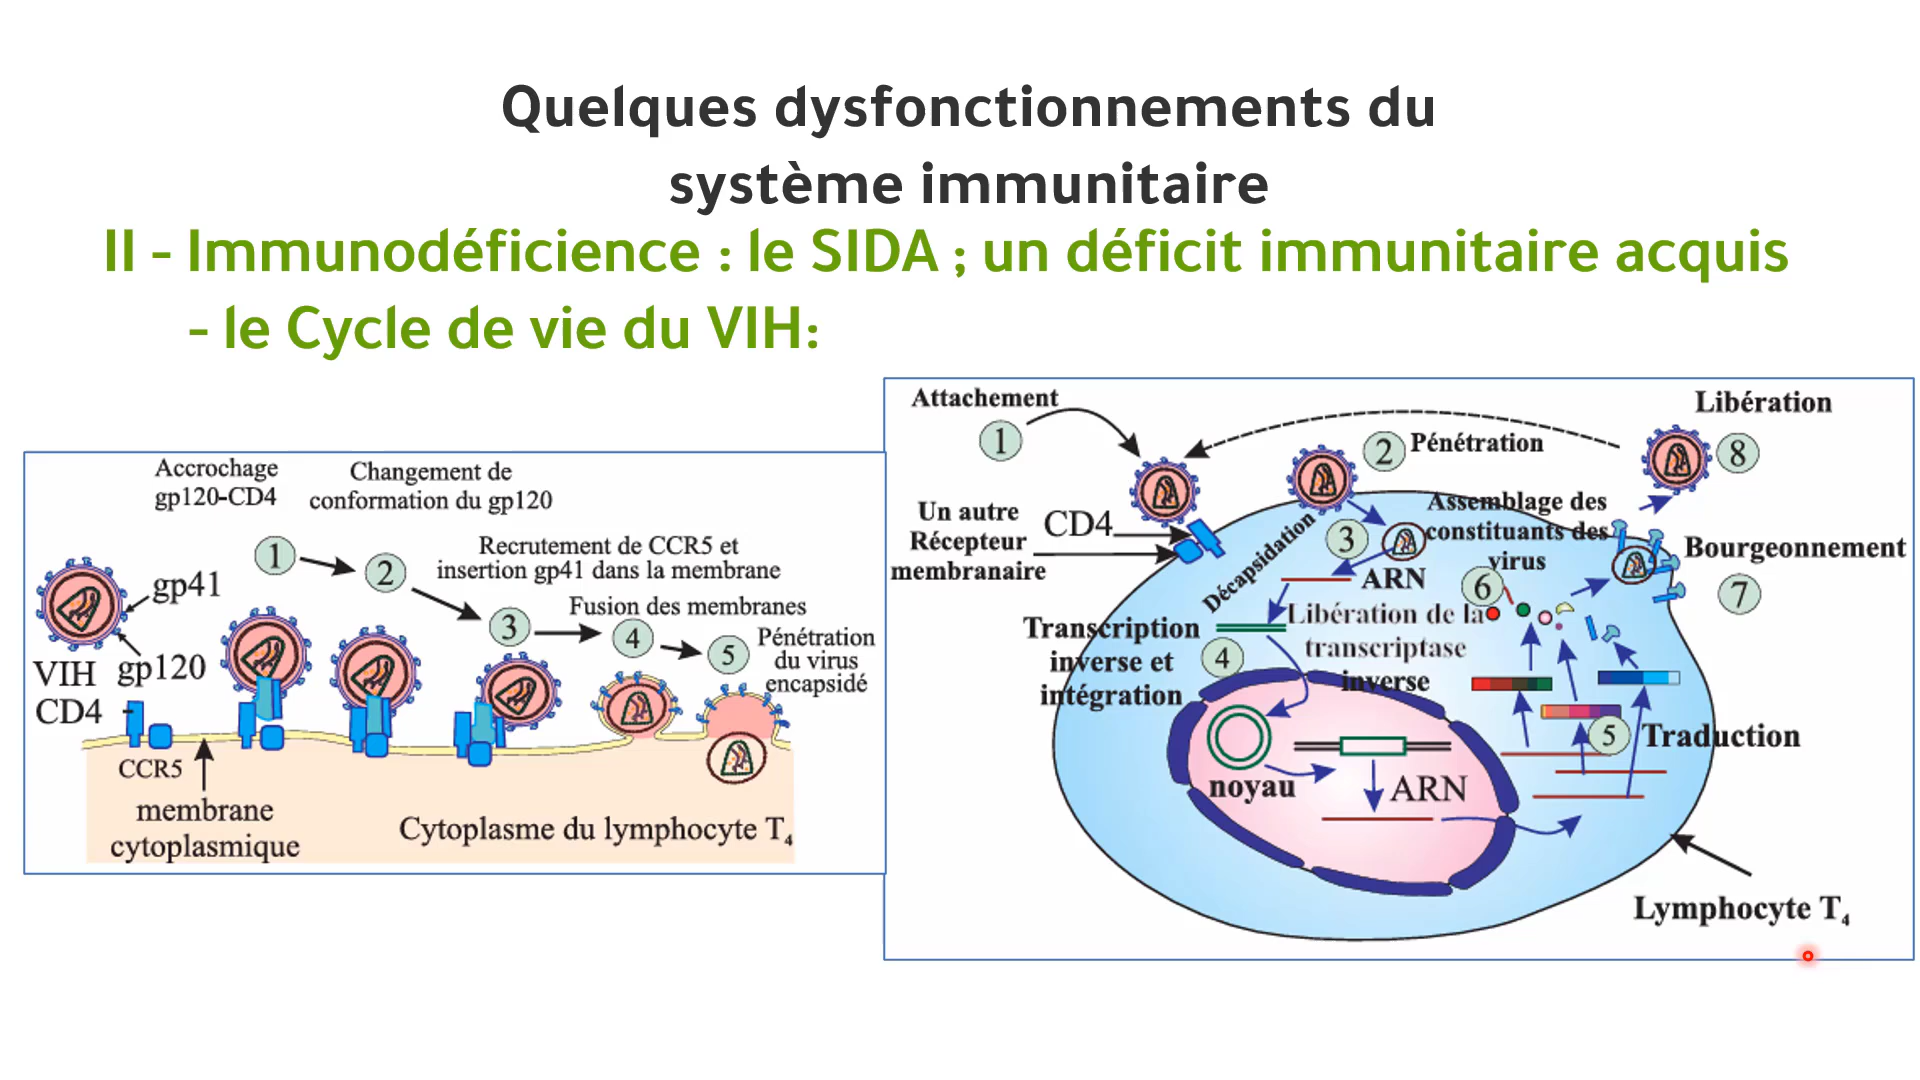 Quelques dysfonctionnements du
système immunitaire
II - Immunodéficience : le SIDA ; un déficit immunitaire acquis
- le Cycle de vie du VIH:
Accrochage
gp120-CD4
Changement de
conformation du gp120
1
2
Recrutement de CCR5 et
insertion gp41 dans la membrane
3
Fusion des membranes
4
5
Pénétration
du virus
encapsidé
gp41
gp120
VIH
CD4
CCR5
membrane
cytoplasmique
Cytoplasme du lymphocyte T4
Attachement
1
2
Pénétration
Libération
8
Un autre
Récepteur
membranaire
CD4
Décapsidation
3
Assemblage des
constituants des
virus
6
Bourgeonnement
7
ARN
Libération de la
transcriptase
inverse
Transcription
inverse et
intégration
4
noyau
ARN
5
Traduction
Lymphocyte T4